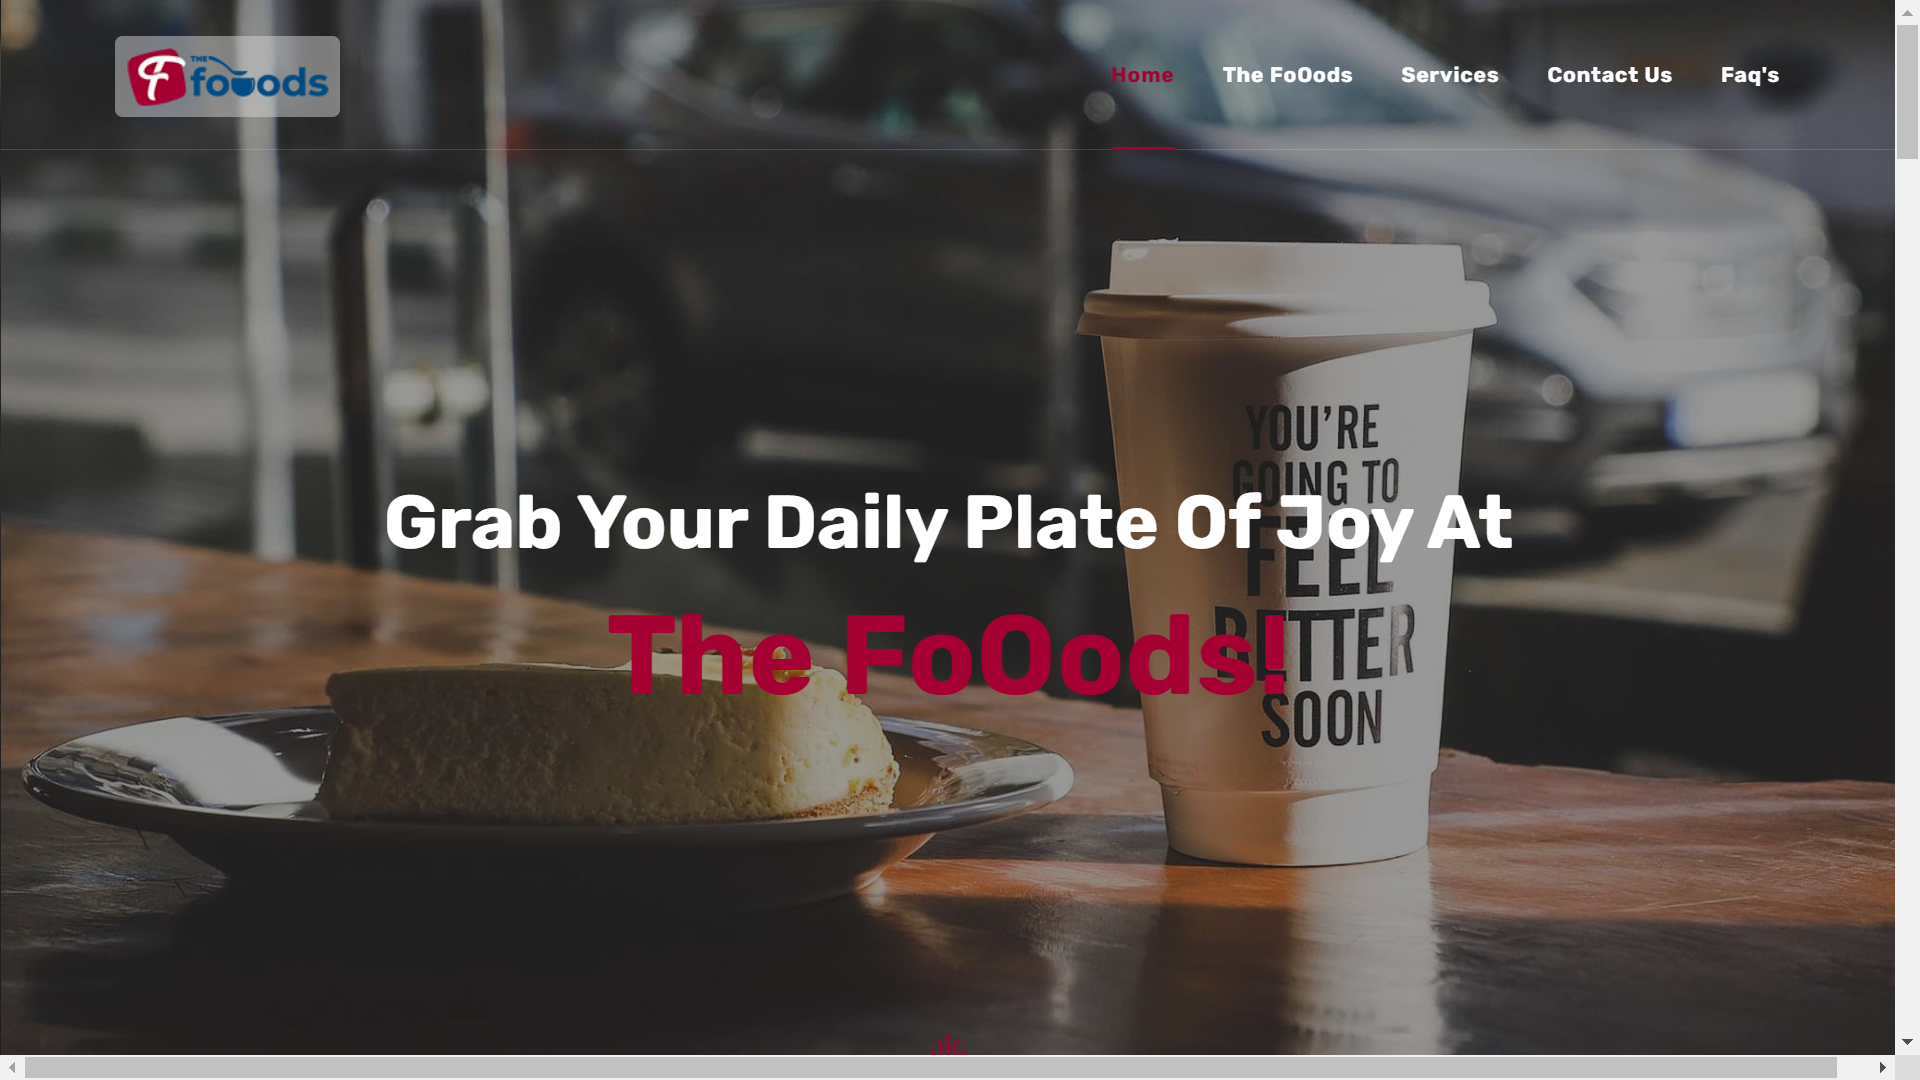 THE
fooods
Home
The FoOods
Services
Contact Us
Faq's
YOU'RE
GOING TO
FEEL
BETTER
SOON
Grab Your Daily Plate Of Joy At
The FoOods!